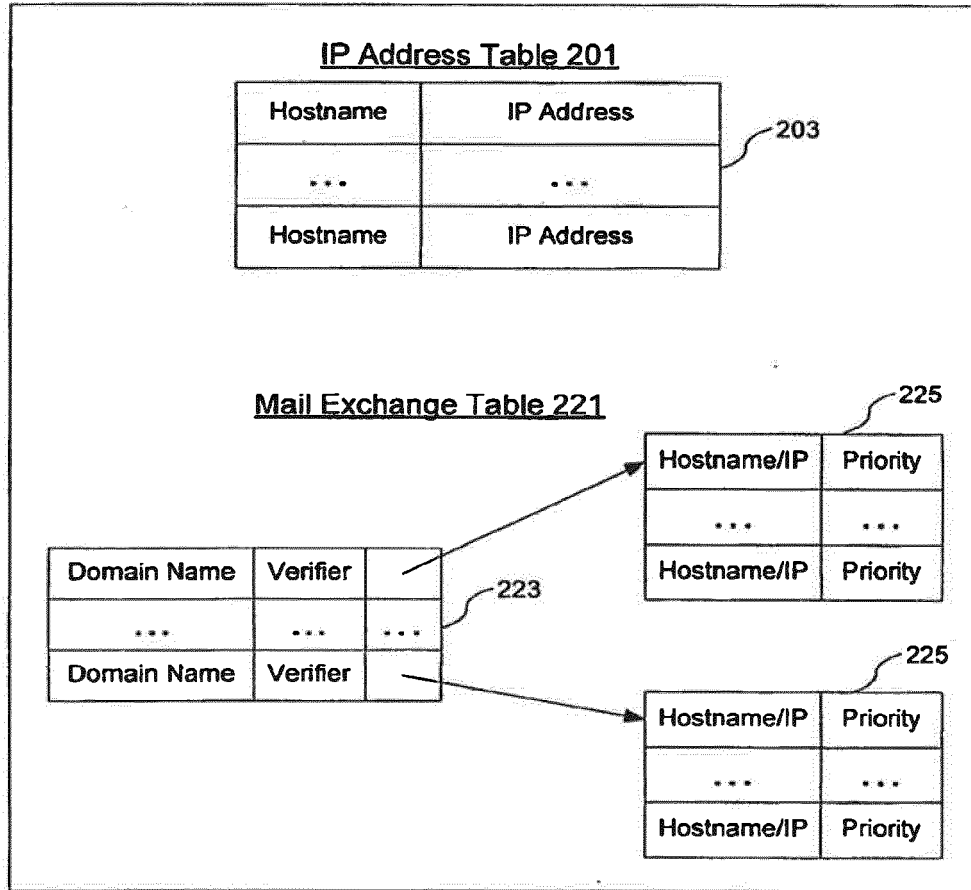 IP Address Table 201
Hostname IP Address
203
... ...
Hostname IP Address
Mail Exchange Table 221
225
Hostname/IP Priority
... ...
Hostname/IP Priority
Domain Name Verifier
223
... ... ...
Domain Name Verifier
225
Hostname/IP Priority
... ...
Hostname/IP Priority